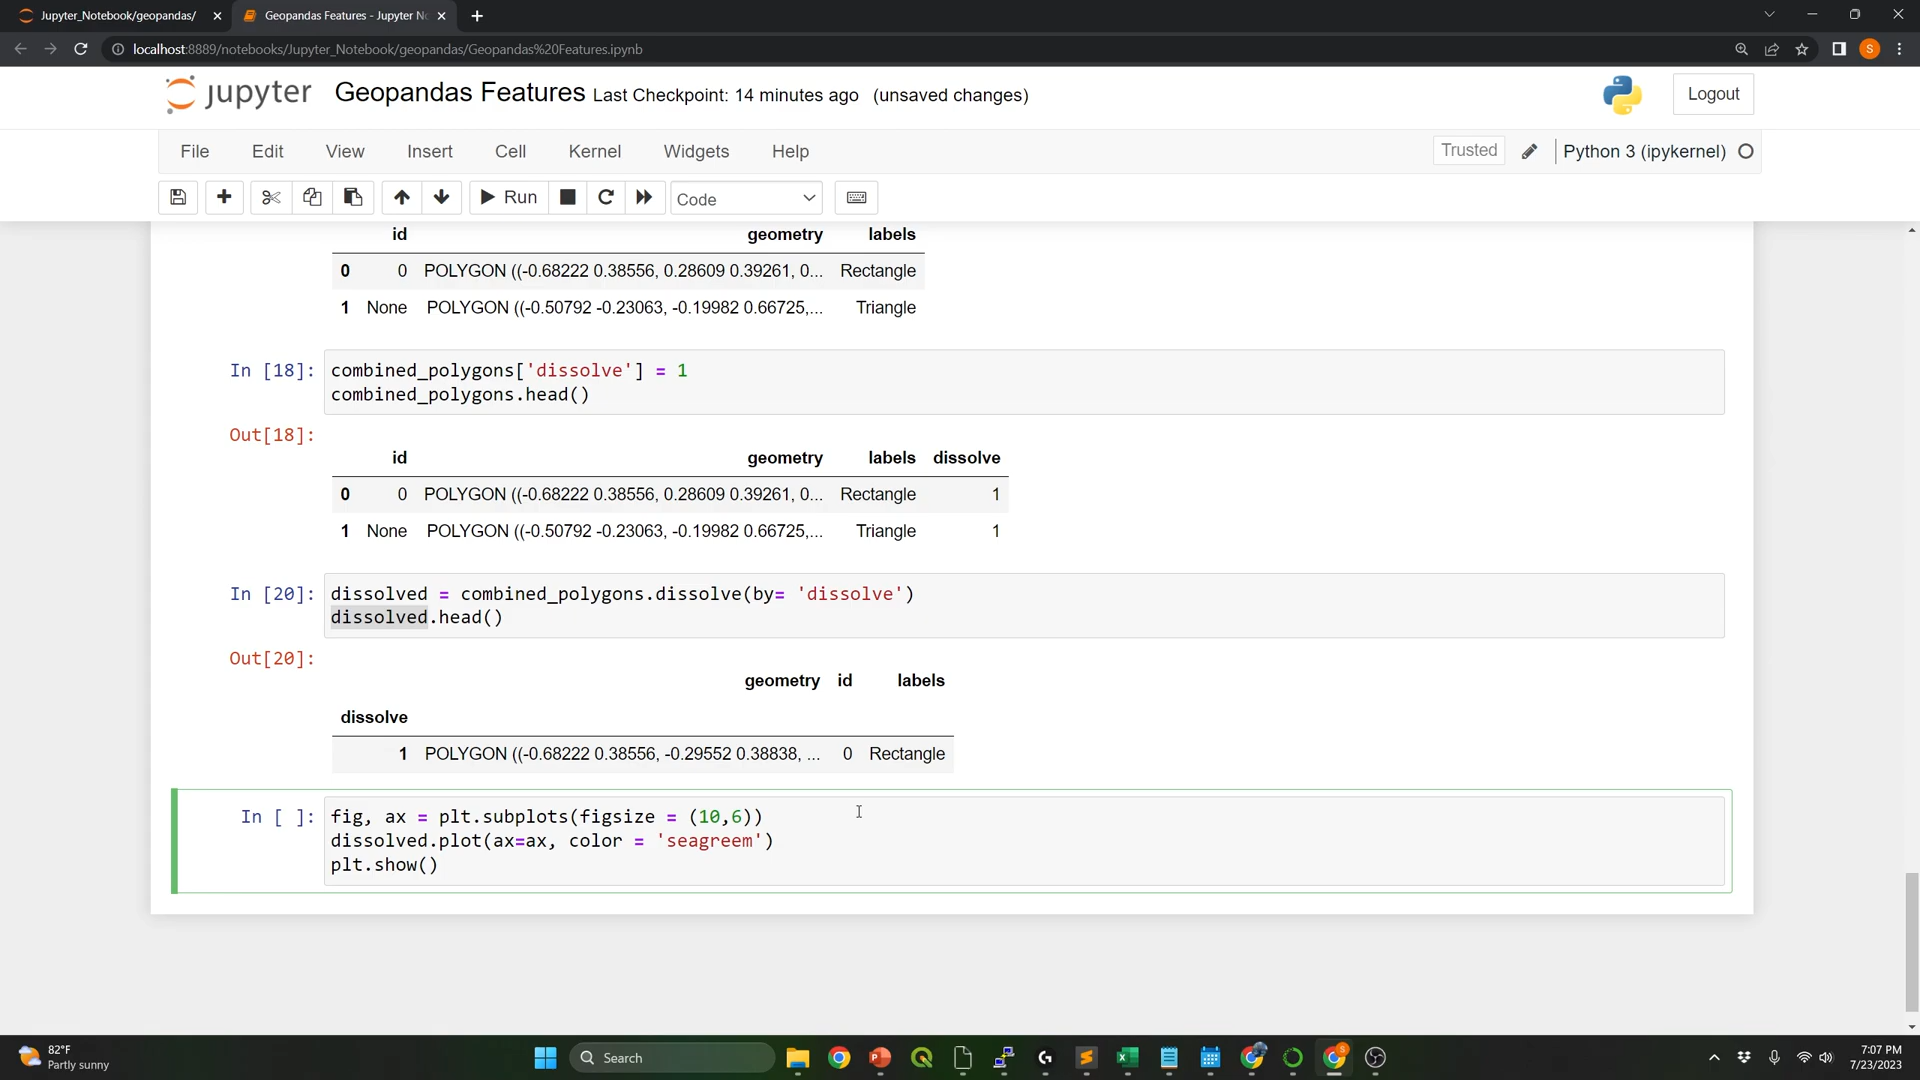 Jupyter_Notebook/geopandas/
Geopandas Features - Jupyter No
localhost:8889/notebooks/Jupyter_Notebook/geopandas/Geopandas%20Features.ipynb
S
jupyter Geopandas Features Last Checkpoint: 14 minutes ago (unsaved changes)
Logout
File Edit View Insert Cell Kernel Widgets Help
Trusted Python 3 (ipykernel)
Run Code
id geometry labels
0 0 POLYGON ((-0.68222 0.38556, 0.28609 0.39261, 0... Rectangle
1 None POLYGON ((-0.50792 -0.23063, -0.19982 0.66725,... Triangle
In [18]: combined_polygons['dissolve'] = 1
combined_polygons.head()
Out[18]:
id geometry labels dissolve
0 0 POLYGON ((-0.68222 0.38556, 0.28609 0.39261, 0... Rectangle 1
1 None POLYGON ((-0.50792 -0.23063, -0.19982 0.66725,... Triangle 1
In [20]: dissolved = combined_polygons.dissolve(by= 'dissolve')
dissolved.head()
Out[20]:
geometry id labels
dissolve
1 POLYGON ((-0.68222 0.38556, -0.29552 0.38838, ... 0 Rectangle
In [ ]: fig, ax = plt.subplots(figsize = (10,6))
dissolved.plot(ax=ax, color = 'seagreem')
plt.show()
82°F
Partly sunny
Search
7:07 PM
7/23/2023